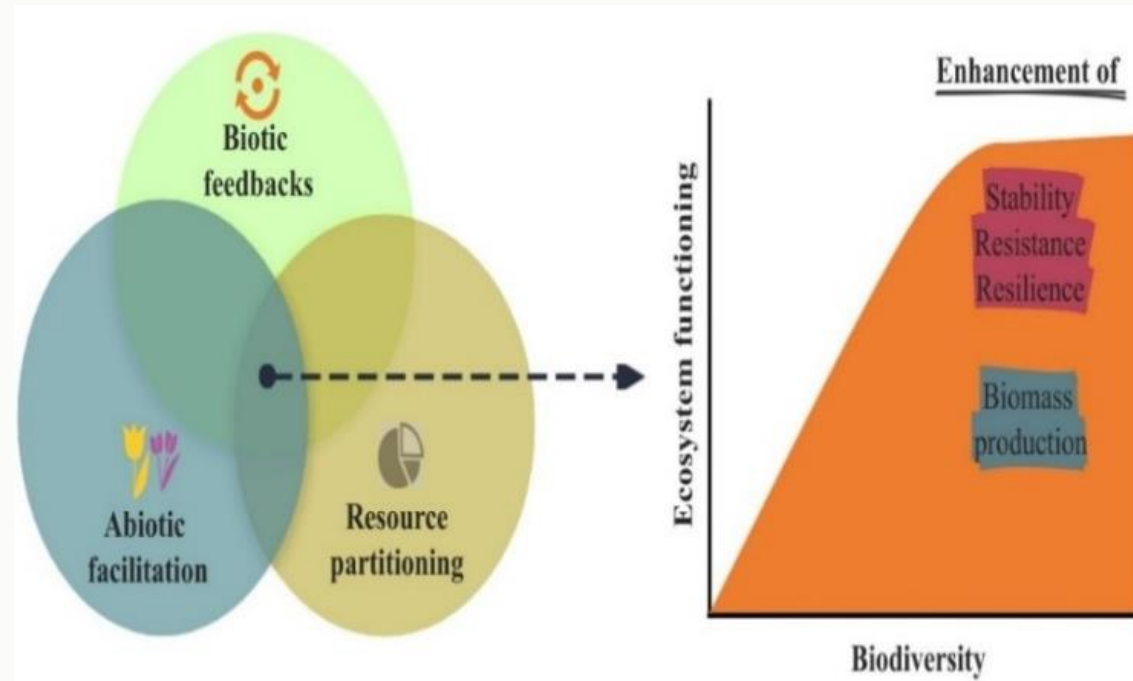 Biotic
feedbacks
Abiotic
facilitation
Resource
partitioning
Enhancement of
Ecosystem functioning
Stability
Resistance
Resilience
Biomass
production
Biodiversity